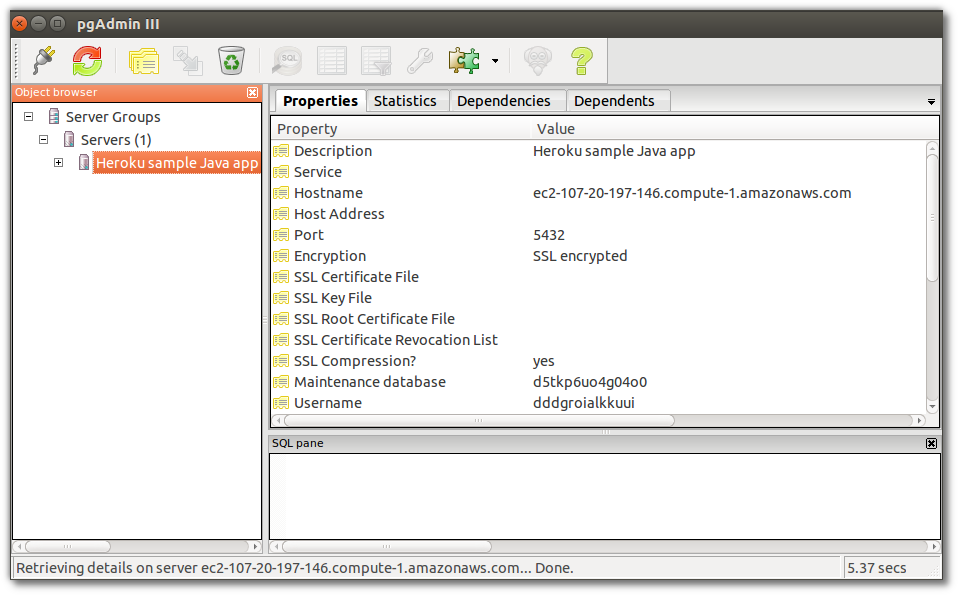 pgAdmin III
SQL
Object browser
Server Groups
Servers (1)
Heroku sample Java app
Properties Statistics Dependencies Dependents
Property Value
Description Heroku sample Java app
Service
Hostname ec2-107-20-197-146.compute-1.amazonaws.com
Host Address
Port 5432
Encryption SSL encrypted
SSL Certificate File
SSL Key File
SSL Root Certificate File
SSL Certificate Revocation List
SSL Compression? yes
Maintenance database d5tkp6uo4g04o0
Username dddgroialkkuui
SQL pane
Retrieving details on server ec2-107-20-197-146.compute-1.amazonaws.com... Done. 5.37 secs